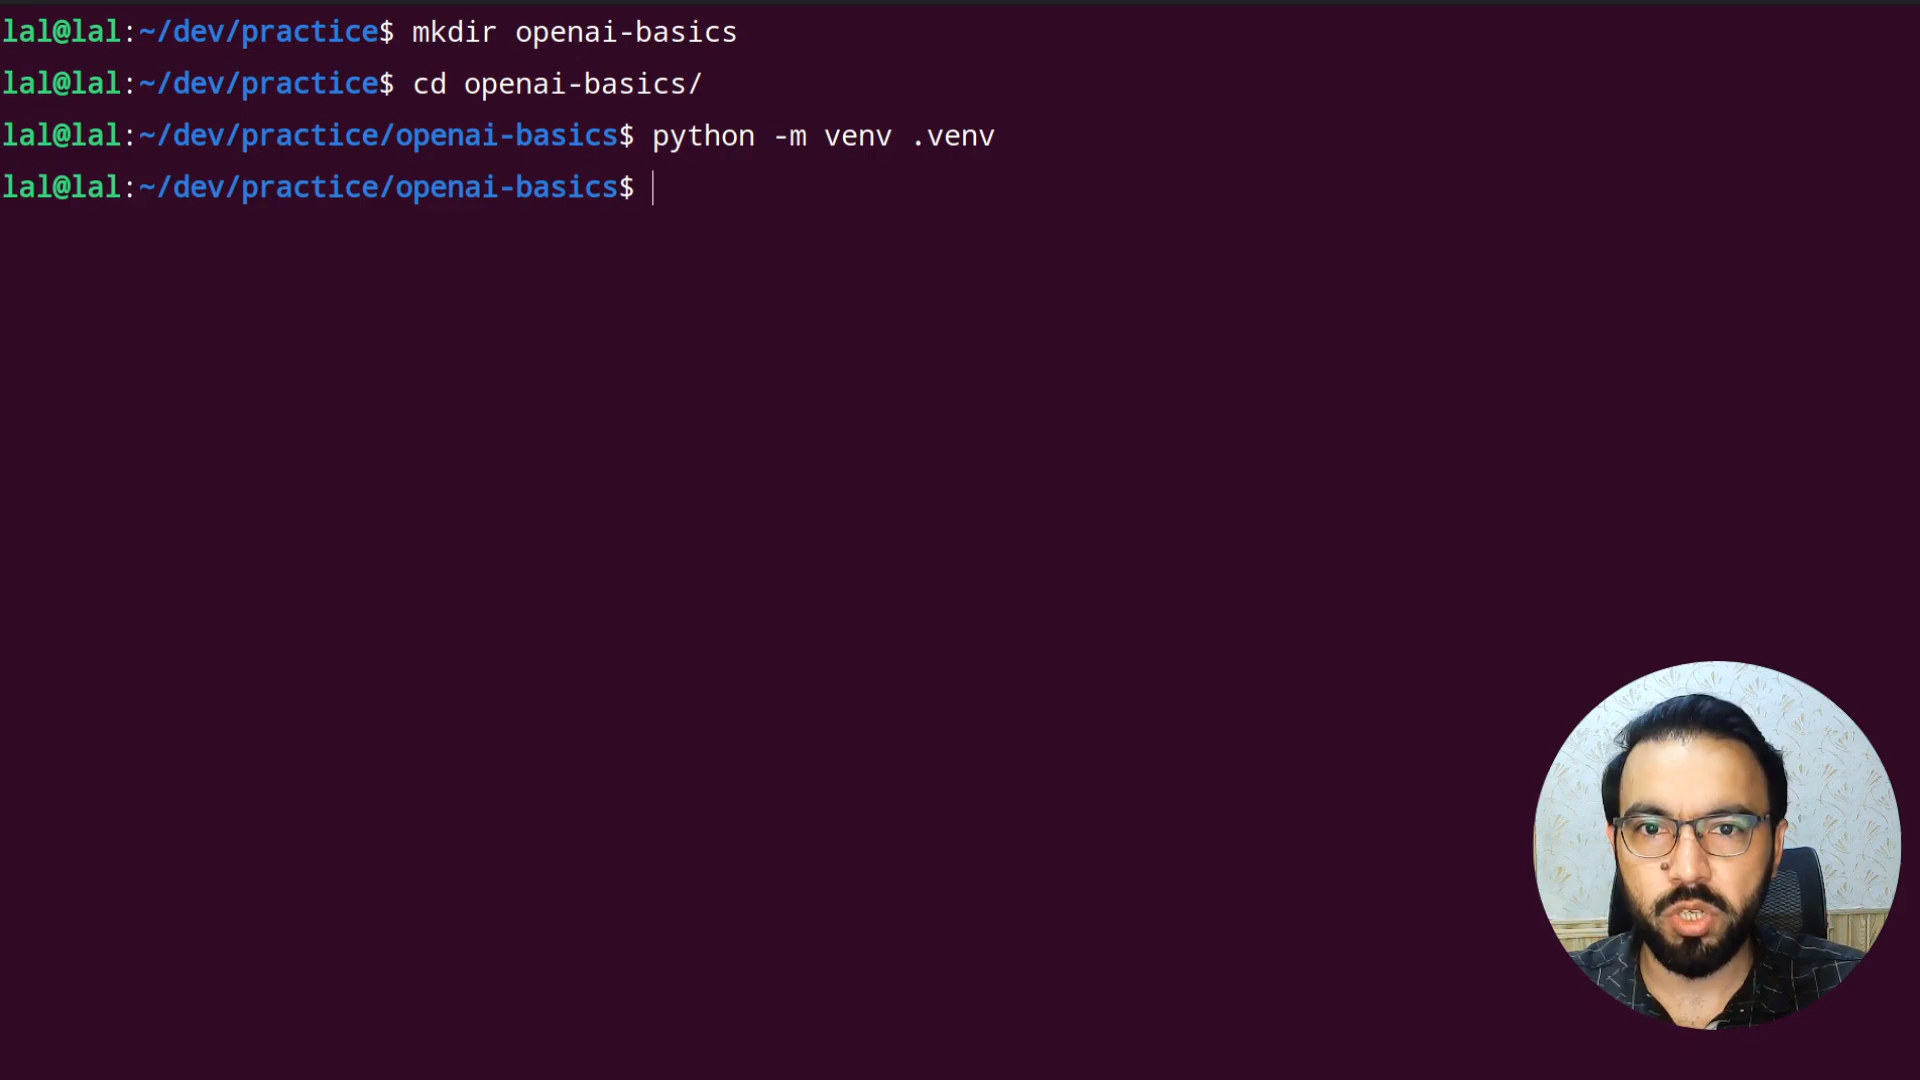 lal@lal:~/dev/practice$ mkdir openai-basics
lal@lal:~/dev/practice$ cd openai-basics/
lal@lal:~/dev/practice/openai-basics$ python -m venv .venv
lal@lal:~/dev/practice/openai-basics$